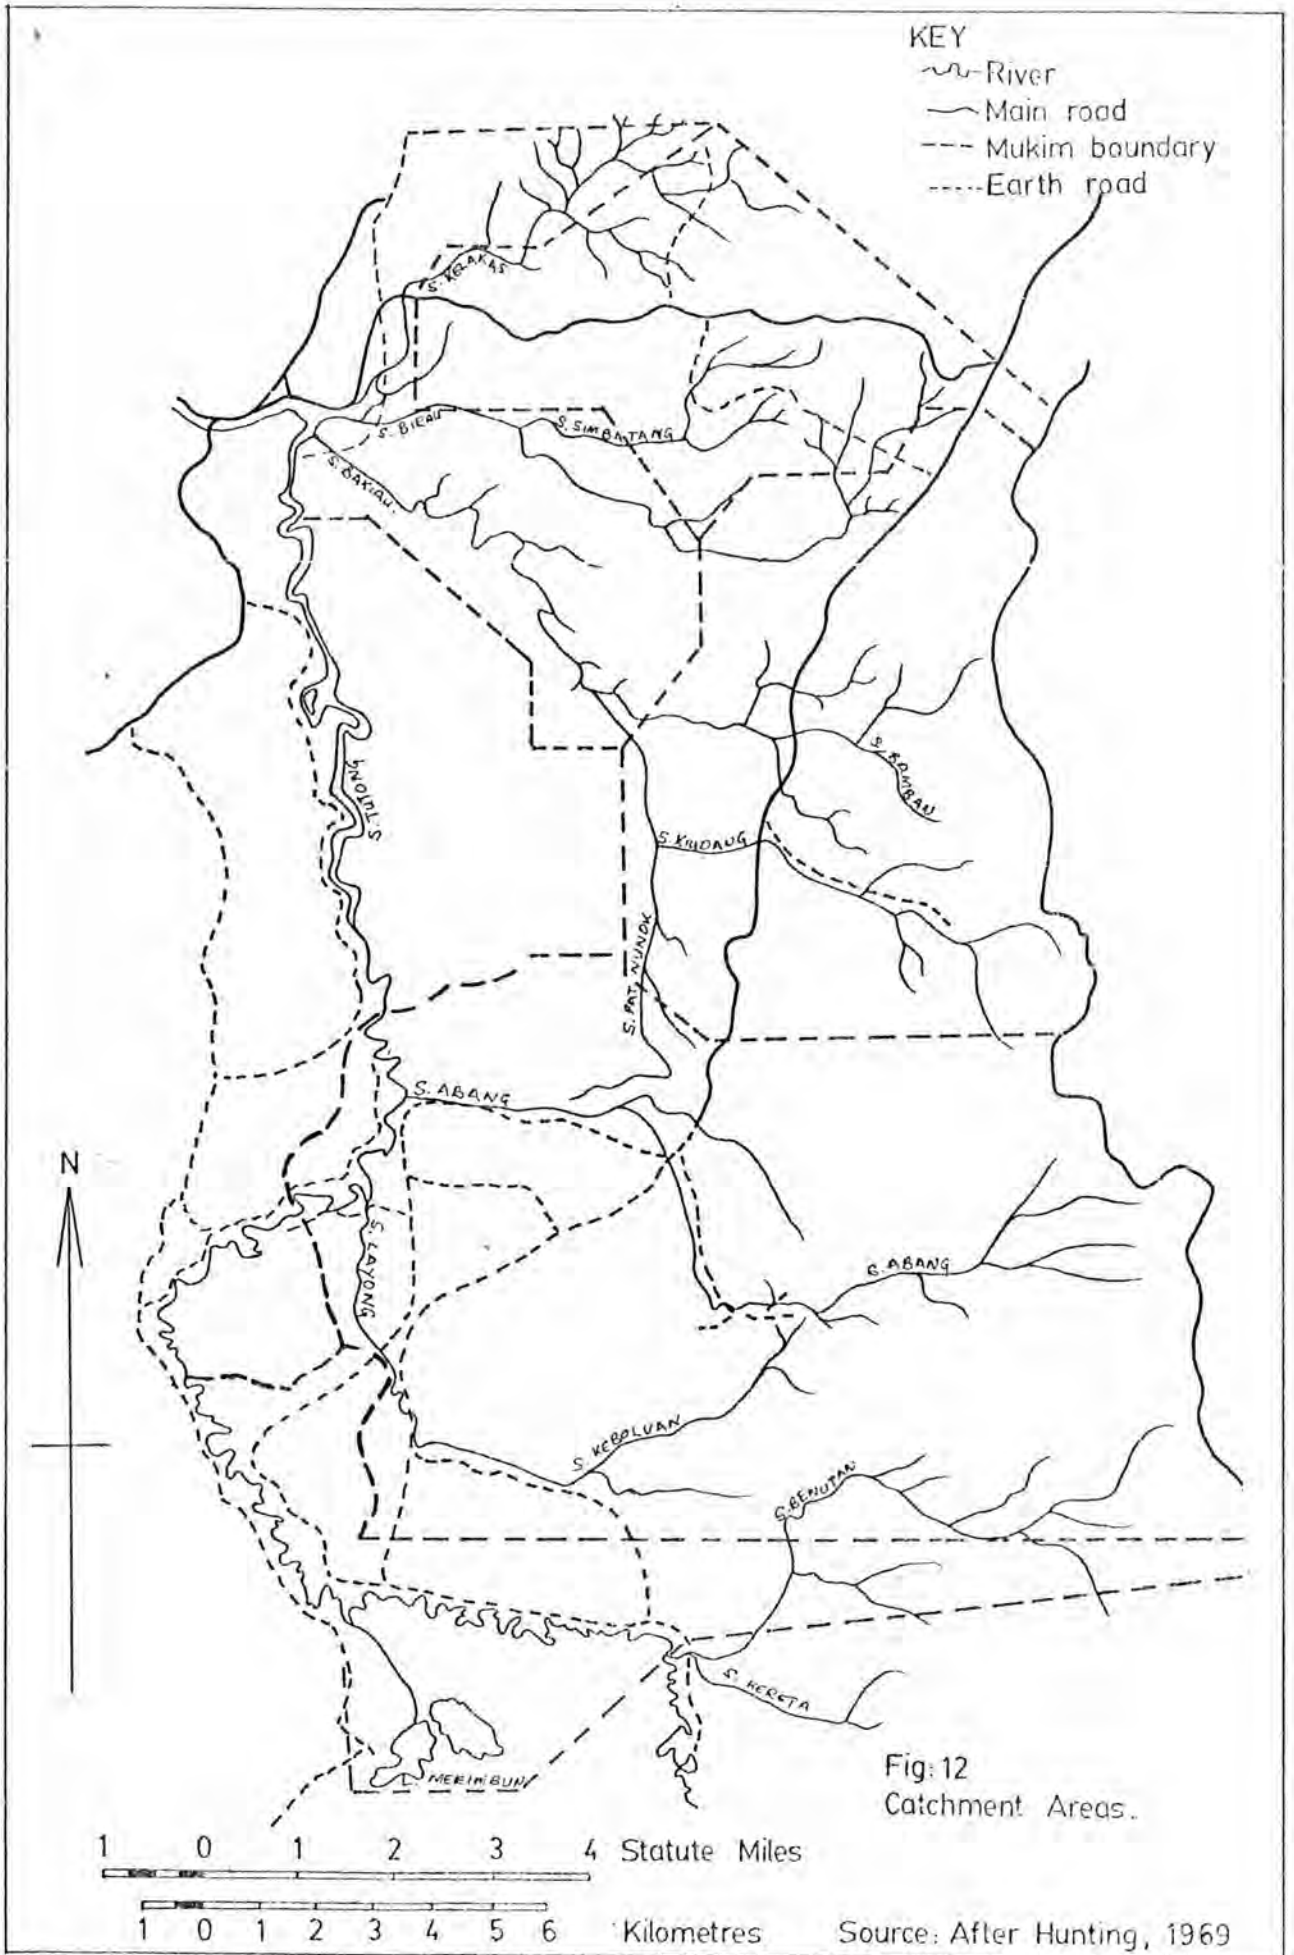 KEY
River
Main road
Mukim boundary
Earth road
S. KELAKAS
S. BIRAU
S. SIMBATANG
S. BAKIAU
S. TUTONG
S. BAMBAN
S. KIUDANG
S. PAT. NUNOK
S. ABANG
N
S. LAYONG
S. ABANG
S. KEBOLUAN
S. BENUTAN
S. KERETA
L. MERIMBUN
Fig: 12
Catchment Areas.
1 0 1 2 3 4 Statute Miles
1 0 1 2 3 4 5 6 Kilometres
Source: After Hunting, 1969